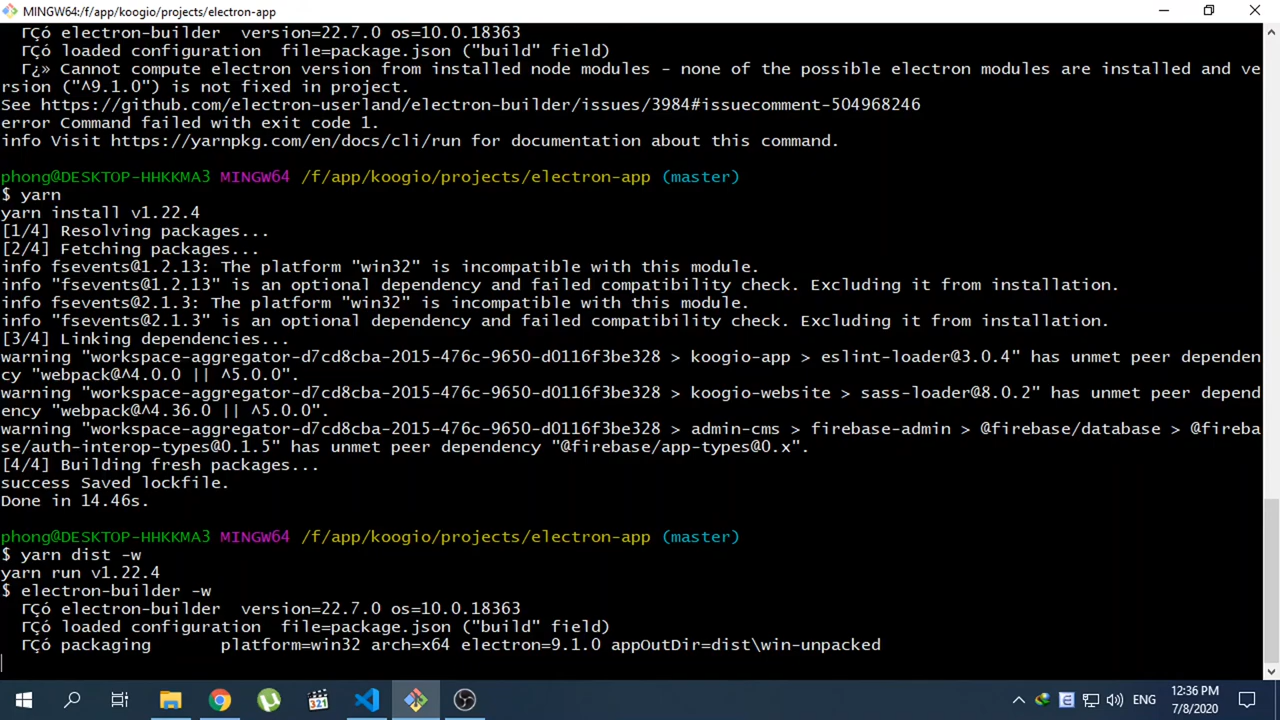 MINGW64:/f/app/koogio/projects/electron-app
ΓÇó electron-builder  version=22.7.0 os=10.0.18363
ΓÇó loaded configuration  file=package.json ("build" field)
Γ¿» Cannot compute electron version from installed node modules - none of the possible electron modules are installed and ve
rsion ("^9.1.0") is not fixed in project.
See https://github.com/electron-userland/electron-builder/issues/3984#issuecomment-504968246
error Command failed with exit code 1.
info Visit https://yarnpkg.com/en/docs/cli/run for documentation about this command.
phong@DESKTOP-HHKKMA3 MINGW64 /f/app/koogio/projects/electron-app (master)
$ yarn
yarn install v1.22.4
[1/4] Resolving packages...
[2/4] Fetching packages...
info fsevents@1.2.13: The platform "win32" is incompatible with this module.
info "fsevents@1.2.13" is an optional dependency and failed compatibility check. Excluding it from installation.
info fsevents@2.1.3: The platform "win32" is incompatible with this module.
info "fsevents@2.1.3" is an optional dependency and failed compatibility check. Excluding it from installation.
[3/4] Linking dependencies...
warning "workspace-aggregator-d7cd8cba-2015-476c-9650-d0116f3be328 > koogio-app > eslint-loader@3.0.4" has unmet peer dependen
cy "webpack@^4.0.0 || ^5.0.0".
warning "workspace-aggregator-d7cd8cba-2015-476c-9650-d0116f3be328 > koogio-website > sass-loader@8.0.2" has unmet peer depend
ency "webpack@^4.36.0 || ^5.0.0".
warning "workspace-aggregator-d7cd8cba-2015-476c-9650-d0116f3be328 > admin-cms > firebase-admin > @firebase/database > @fireba
se/auth-interop-types@0.1.5" has unmet peer dependency "@firebase/app-types@0.x".
[4/4] Building fresh packages...
success Saved lockfile.
Done in 14.46s.
phong@DESKTOP-HHKKMA3 MINGW64 /f/app/koogio/projects/electron-app (master)
$ yarn dist -w
yarn run v1.22.4
$ electron-builder -w
ΓÇó electron-builder  version=22.7.0 os=10.0.18363
ΓÇó loaded configuration  file=package.json ("build" field)
ΓÇó packaging       platform=win32 arch=x64 electron=9.1.0 appOutDir=dist\win-unpacked
321
ENG
12:36 PM
7/8/2020